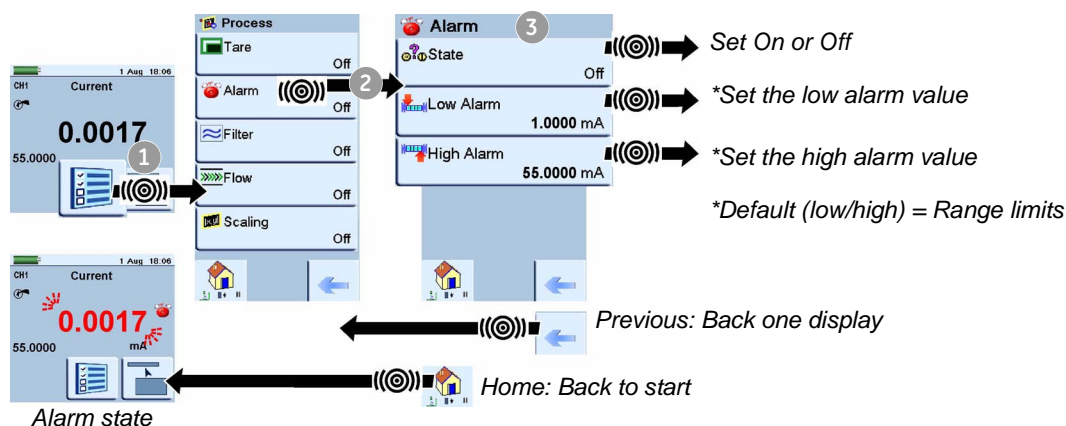 1 Aug 18:06
CH1
Current
0.0017
55.0000
1
Process
Tare
Off
Alarm
Off
2
Filter
Off
Flow
Off
Scaling
Off
Alarm
3
State
Off
Low Alarm
1.0000 mA
High Alarm
55.0000 mA
Set On or Off
*Set the low alarm value
*Set the high alarm value
*Default (low/high) = Range limits
1 Aug 18:06
CH1
Current
0.0017
55.0000
mA
Alarm state
Previous: Back one display
Home: Back to start